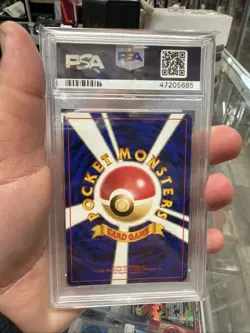 PSA
PSA
47205685
POCKET MONSTERS
CARD GAME